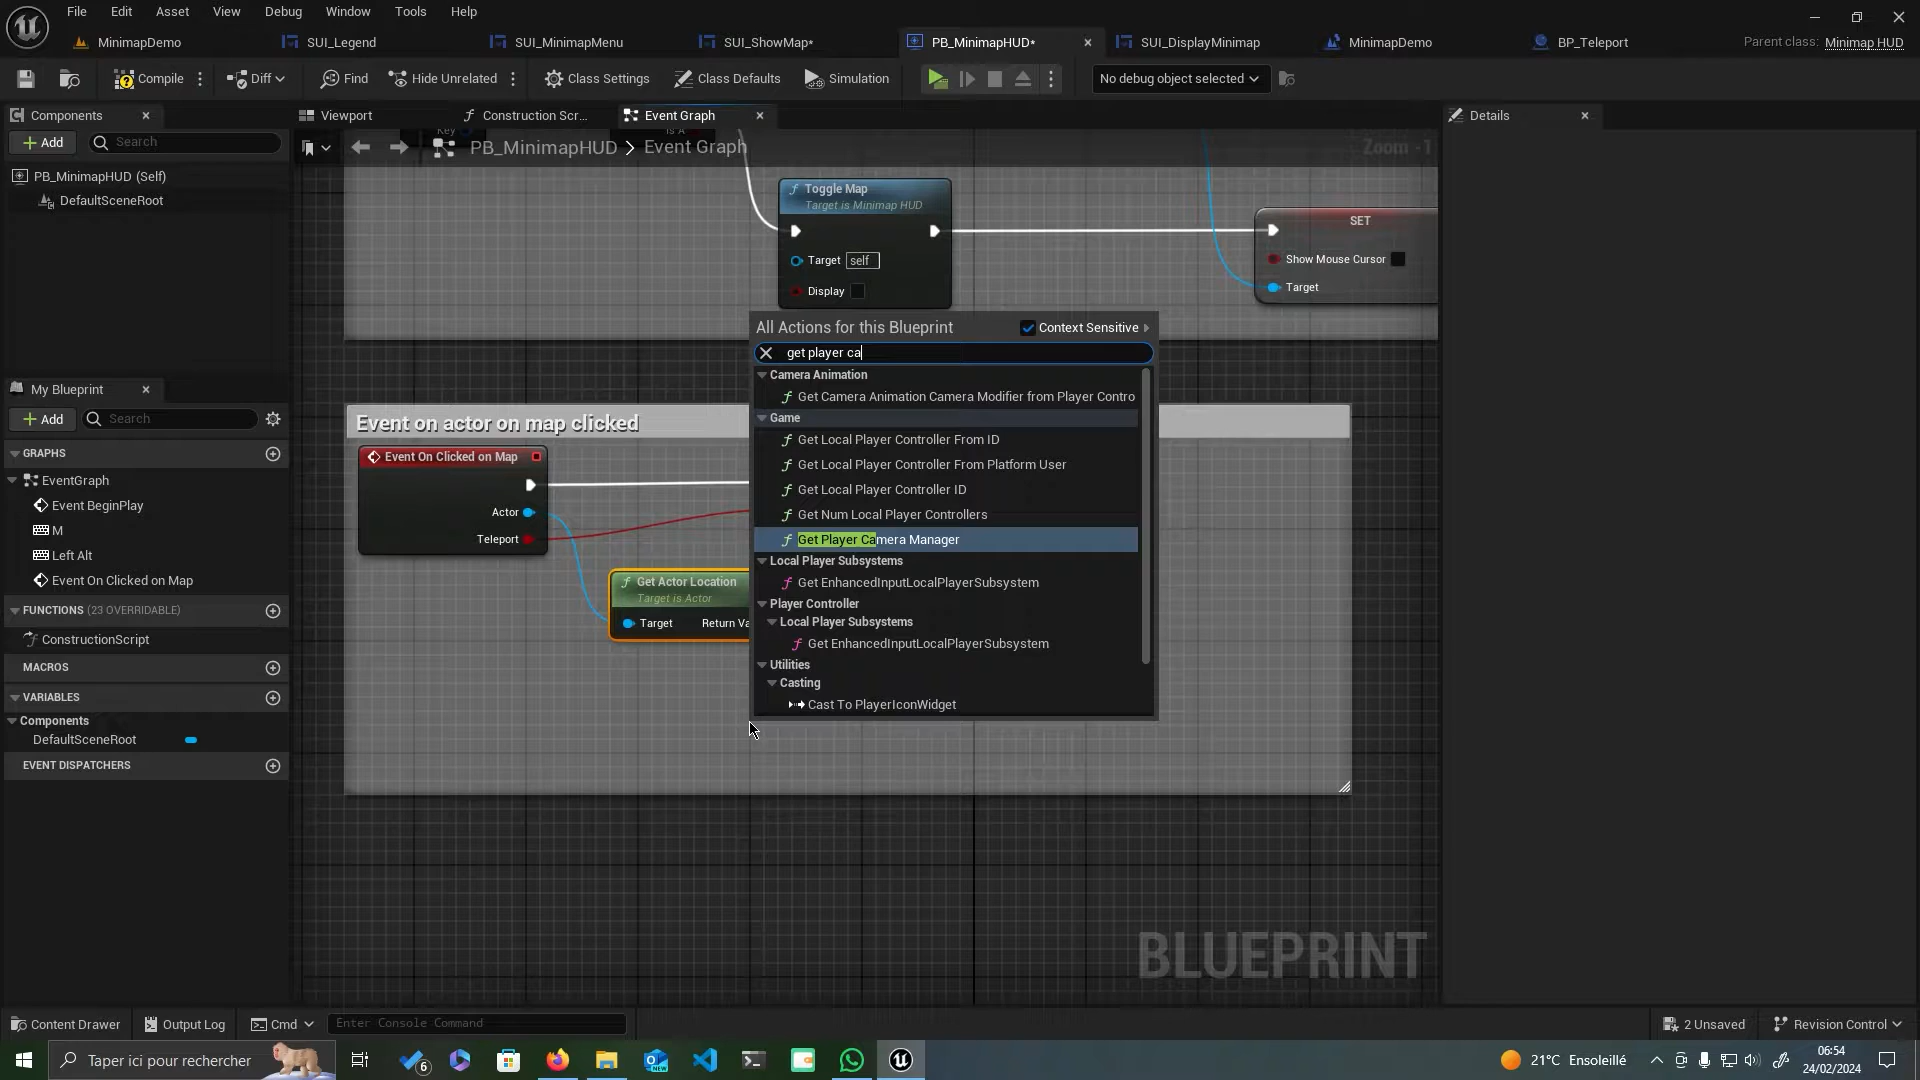 File Edit Asset View Debug Window Tools Help
MinimapDemo SUI_Legend SUI_MinimapMenu SUI_ShowMap* PB_MinimapHUD* SUI_DisplayMinimap MinimapDemo BP_Teleport Parent class: Minimap HUD
Compile Diff Find Hide Unrelated Class Settings Class Defaults Simulation No debug object selected
Components Viewport Construction Scr... Event Graph Details
Add Search
PB_MinimapHUD > Event Graph Zoom -1
PB_MinimapHUD (Self)
DefaultSceneRoot
Key Is A
Toggle Map
Target is Minimap HUD
Target self
Display
SET
Show Mouse Cursor
Target
All Actions for this Blueprint Context Sensitive
get player ca
Camera Animation
Get Camera Animation Camera Modifier from Player Contro
Game
Get Local Player Controller From ID
Get Local Player Controller From Platform User
Get Local Player Controller ID
Get Num Local Player Controllers
Get Player Camera Manager
Local Player Subsystems
Get EnhancedInputLocalPlayerSubsystem
Player Controller
Local Player Subsystems
Get EnhancedInputLocalPlayerSubsystem
Utilities
Casting
Cast To PlayerIconWidget
Event on actor on map clicked
Event On Clicked on Map
Actor
Teleport
Get Actor Location
Target is Actor
Target Return Va
My Blueprint
Add Search
GRAPHS
EventGraph
Event BeginPlay
M
Left Alt
Event On Clicked on Map
FUNCTIONS (23 OVERRIDABLE)
ConstructionScript
MACROS
VARIABLES
Components
DefaultSceneRoot
EVENT DISPATCHERS
BLUEPRINT
Content Drawer Output Log Cmd Enter Console Command 2 Unsaved Revision Control
Taper ici pour rechercher 6 21°C Ensoleillé 06:54
24/02/2024